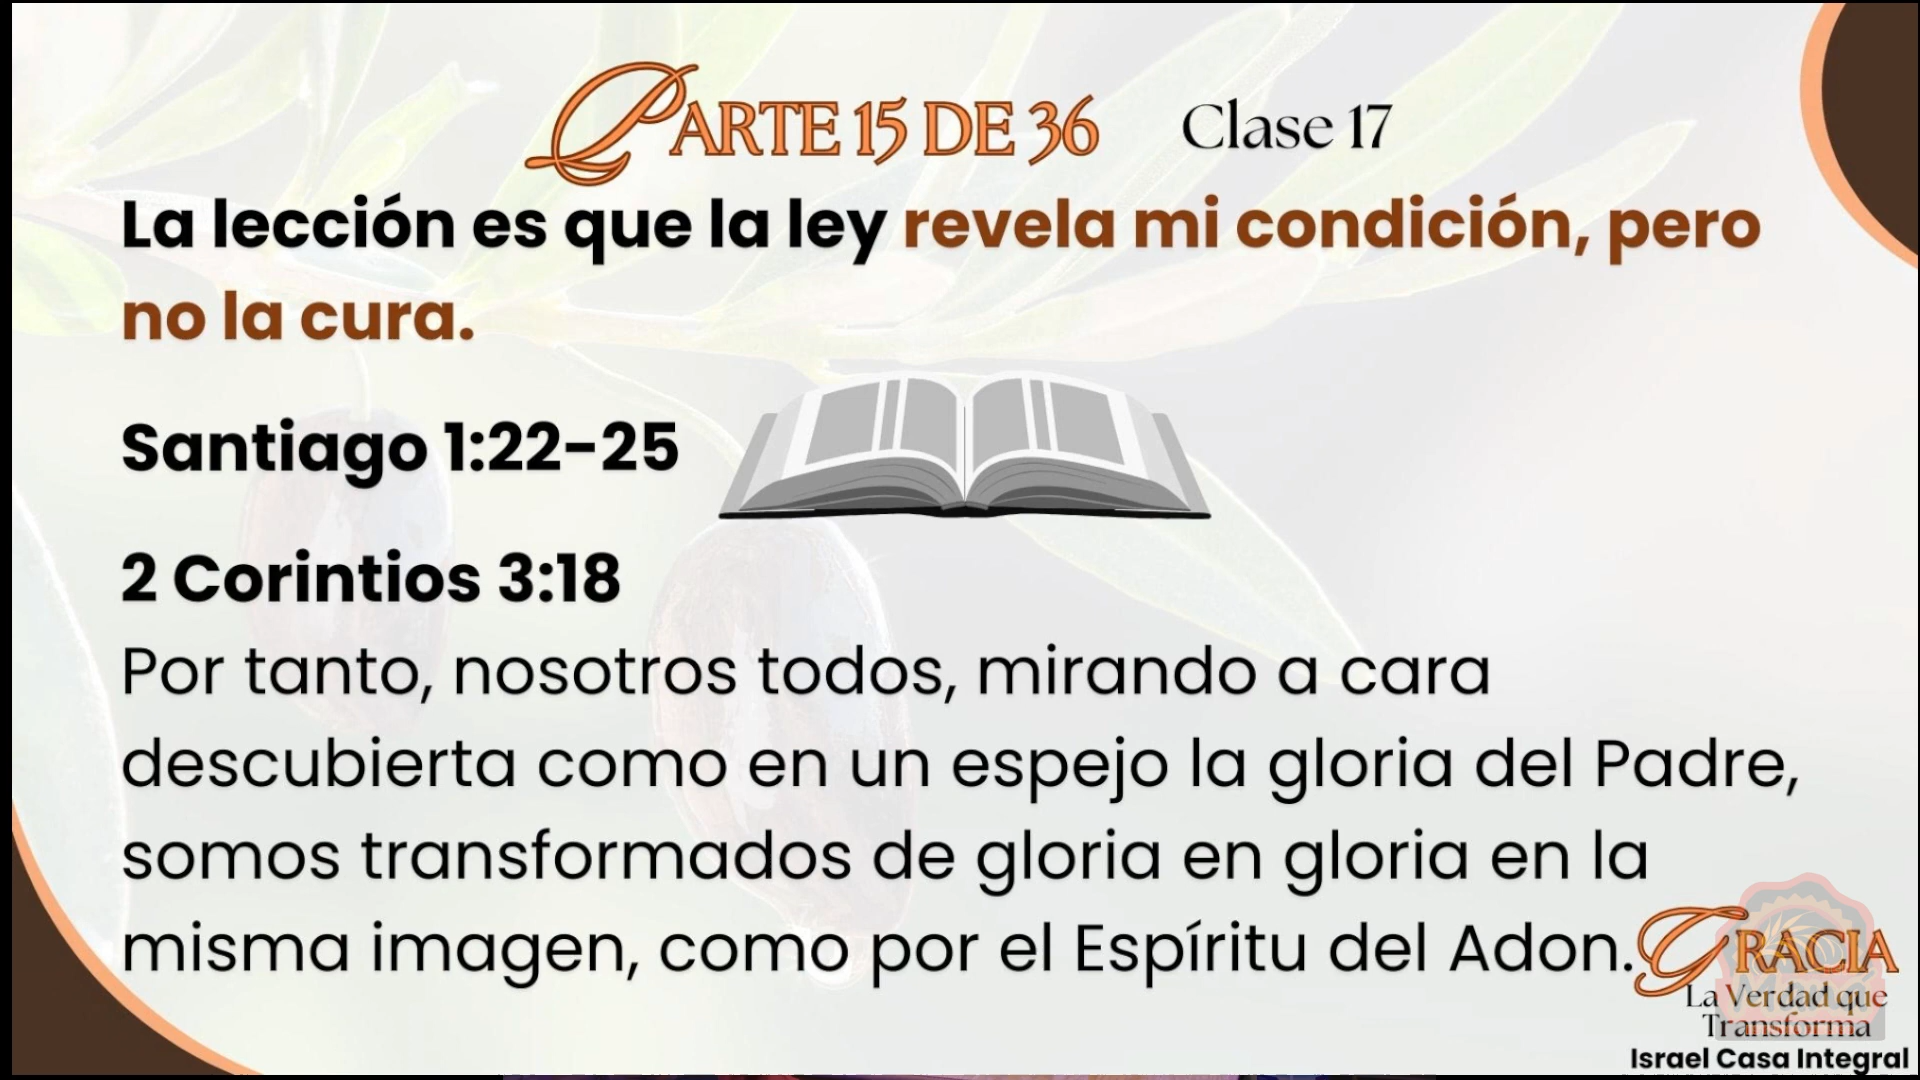 PARTE 15 DE 36 Clase 17
La lección es que la ley revela mi condición, pero
no la cura.
Santiago 1:22-25
2 Corintios 3:18
Por tanto, nosotros todos, mirando a cara
descubierta como en un espejo la gloria del Padre,
somos transformados de gloria en gloria en la
misma imagen, como por el Espíritu del Adon.
GRACIA
La Verdad que
Transforma
Israel Casa Integral